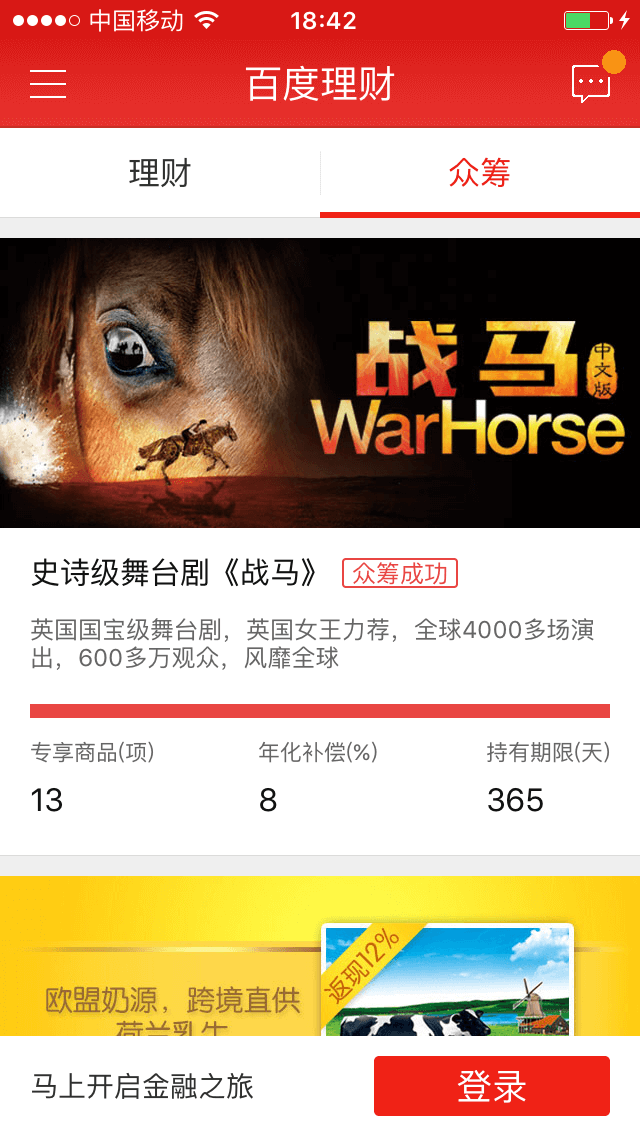 中国移动 18:42
百度理财
理财 众筹
战马 中文版
WarHorse
史诗级舞台剧《战马》 众筹成功
英国国宝级舞台剧，英国女王力荐，全球4000多场演
出，600多万观众，风靡全球
专享商品(项) 年化补偿(%) 持有期限(天)
13 8 365
返现12%
欧盟奶源，跨境直供
荷兰乳牛
马上开启金融之旅 登录